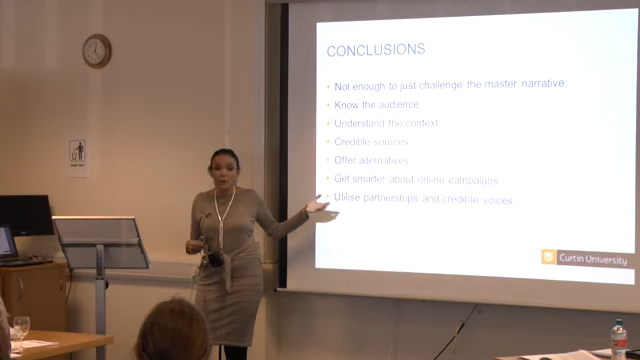 CONCLUSIONS
• Not enough to just challenge the master narrative.
• Know the audience
• Understand the context
• Credible sources
• Offer alternatives
• Get smarter about online campaigns
• Utilise partnerships and credible voices
Curtin University